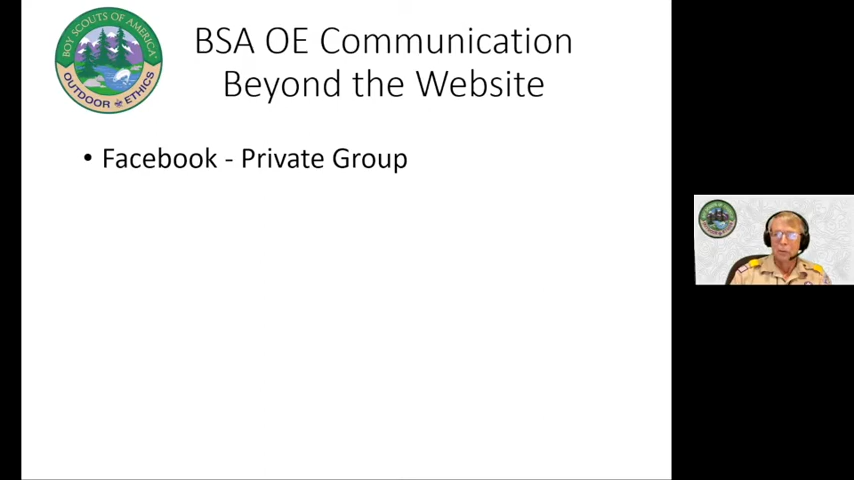 BOY SCOUTS OF AMERICA
OUTDOOR ETHICS
BSA OE Communication
Beyond the Website
• Facebook - Private Group